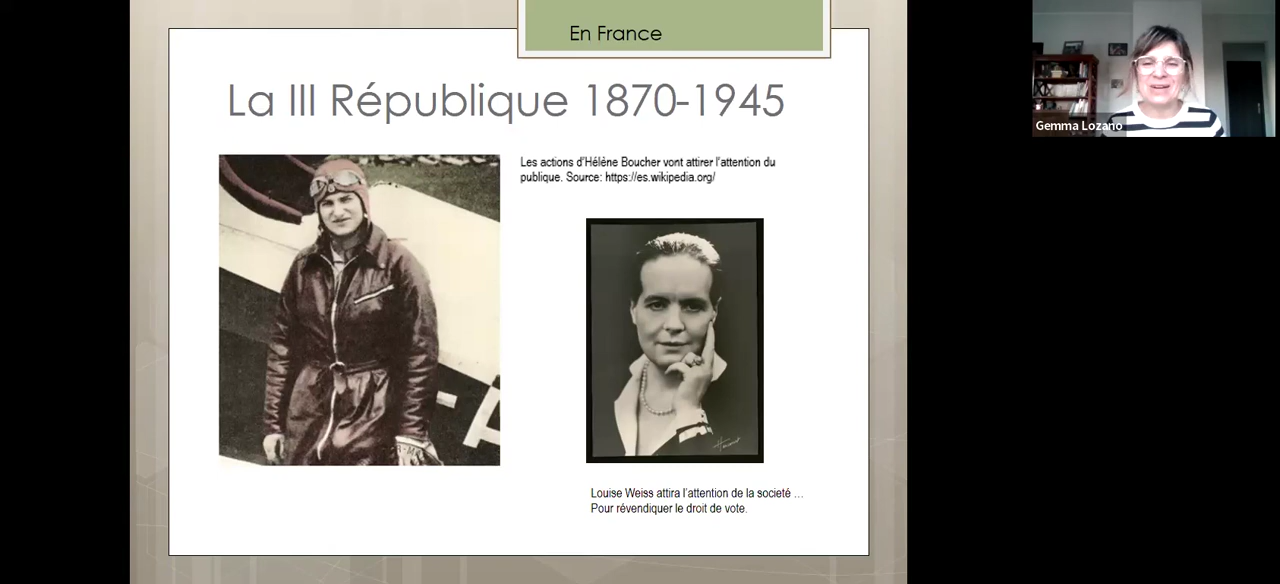 En France
La III République 1870-1945
Les actions d'Hélène Boucher vont attirer l'attention du
publique. Source: https://es.wikipedia.org/
Louise Weiss attira l'attention de la societé ...
Pour révendiquer le droit de vote.
Gemma Lozano